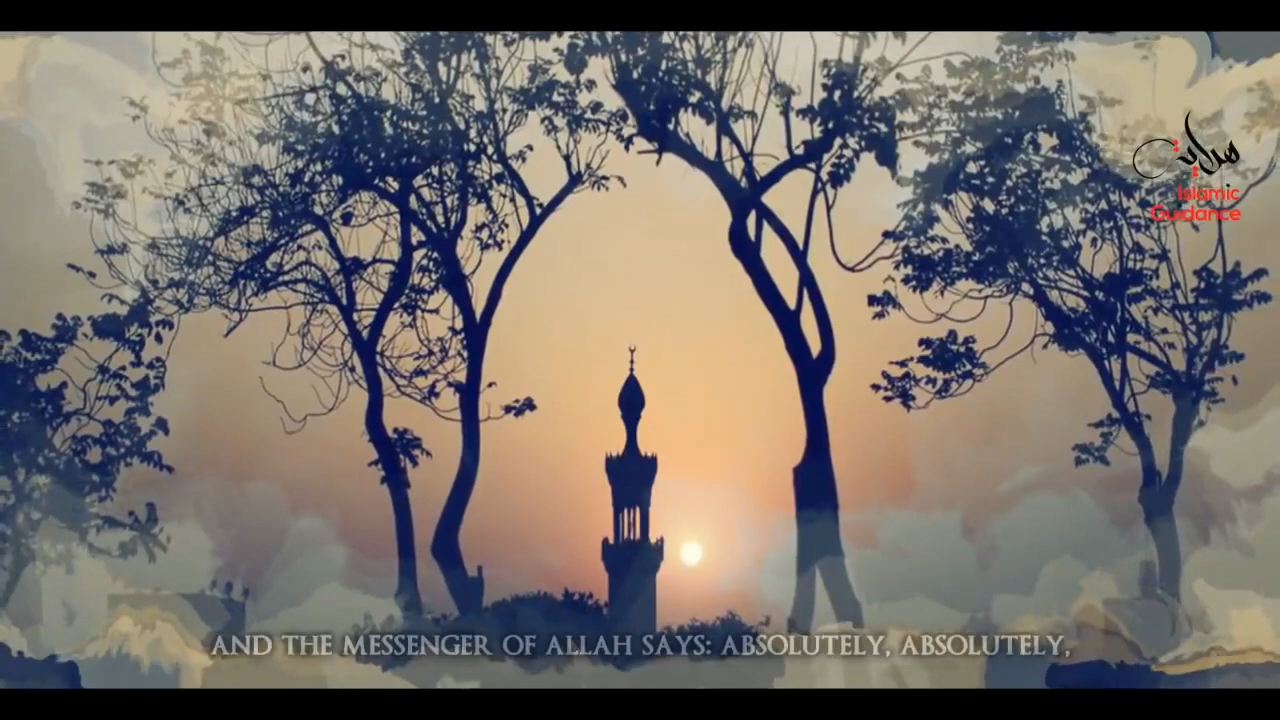 هداية
Islamic
Guidance
AND THE MESSENGER OF ALLAH SAYS: ABSOLUTELY, ABSOLUTELY,